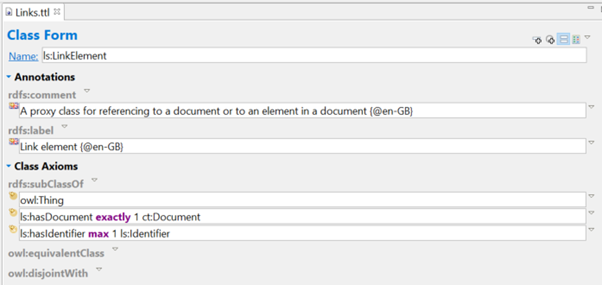 Links.ttl
Class Form
Name: ls:LinkElement
Annotations
rdfs:comment
A proxy class for referencing to a document or to an element in a document {@en-GB}
rdfs:label
Link element {@en-GB}
Class Axioms
rdfs:subClassOf
owl:Thing
ls:hasDocument exactly 1 ct:Document
ls:hasIdentifier max 1 ls:Identifier
owl:equivalentClass
owl:disjointWith